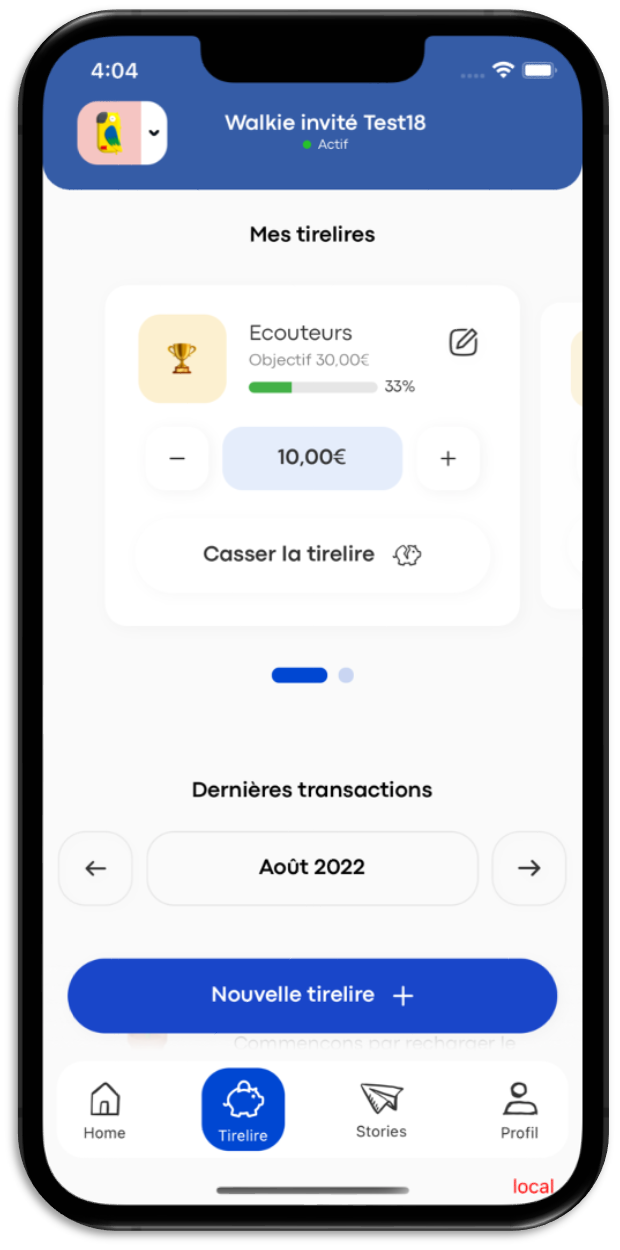 4:04
Walkie invité Test18
Actif
Mes tirelires
Ecouteurs
Objectif 30,00€
33%
− 10,00€ +
Casser la tirelire
Dernières transactions
Août 2022
Nouvelle tirelire +
Commençons par recharger le
Home Tirelire Stories Profil
local